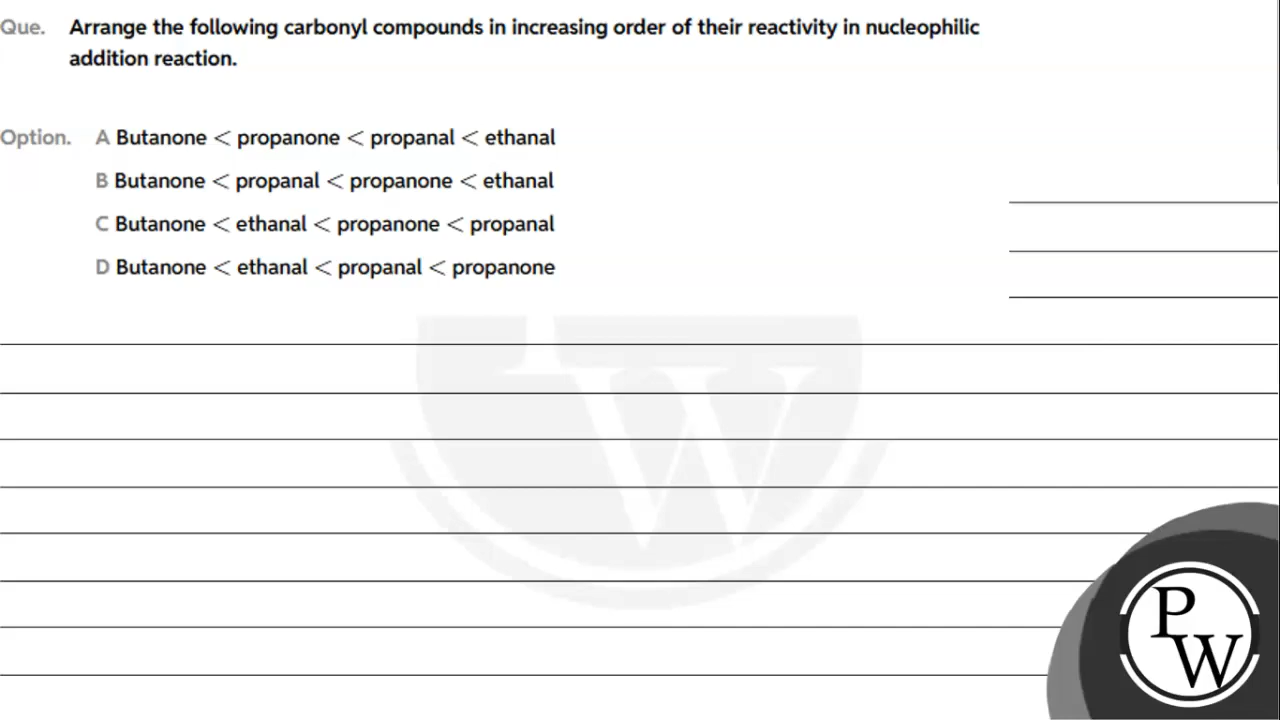 Que. Arrange the following carbonyl compounds in increasing order of their reactivity in nucleophilic
addition reaction.
Option. A Butanone < propanone < propanal < ethanal
B Butanone < propanal < propanone < ethanal
C Butanone < ethanal < propanone < propanal
D Butanone < ethanal < propanal < propanone
W
P
W